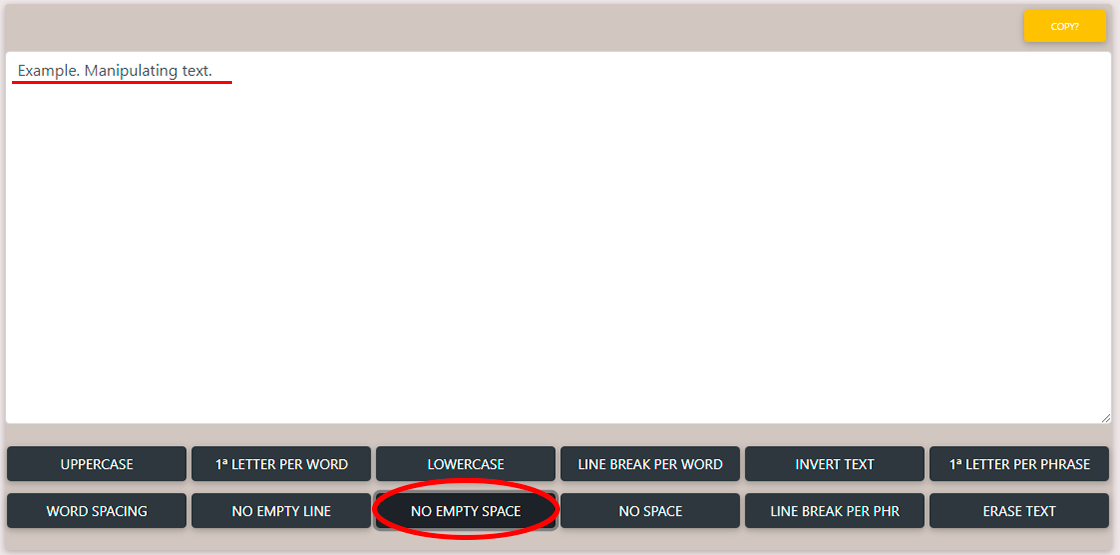 COPY?
Example. Manipulating text.
UPPERCASE 1ª LETTER PER WORD LOWERCASE LINE BREAK PER WORD INVERT TEXT 1ª LETTER PER PHRASE
WORD SPACING NO EMPTY LINE NO EMPTY SPACE NO SPACE LINE BREAK PER PHR ERASE TEXT